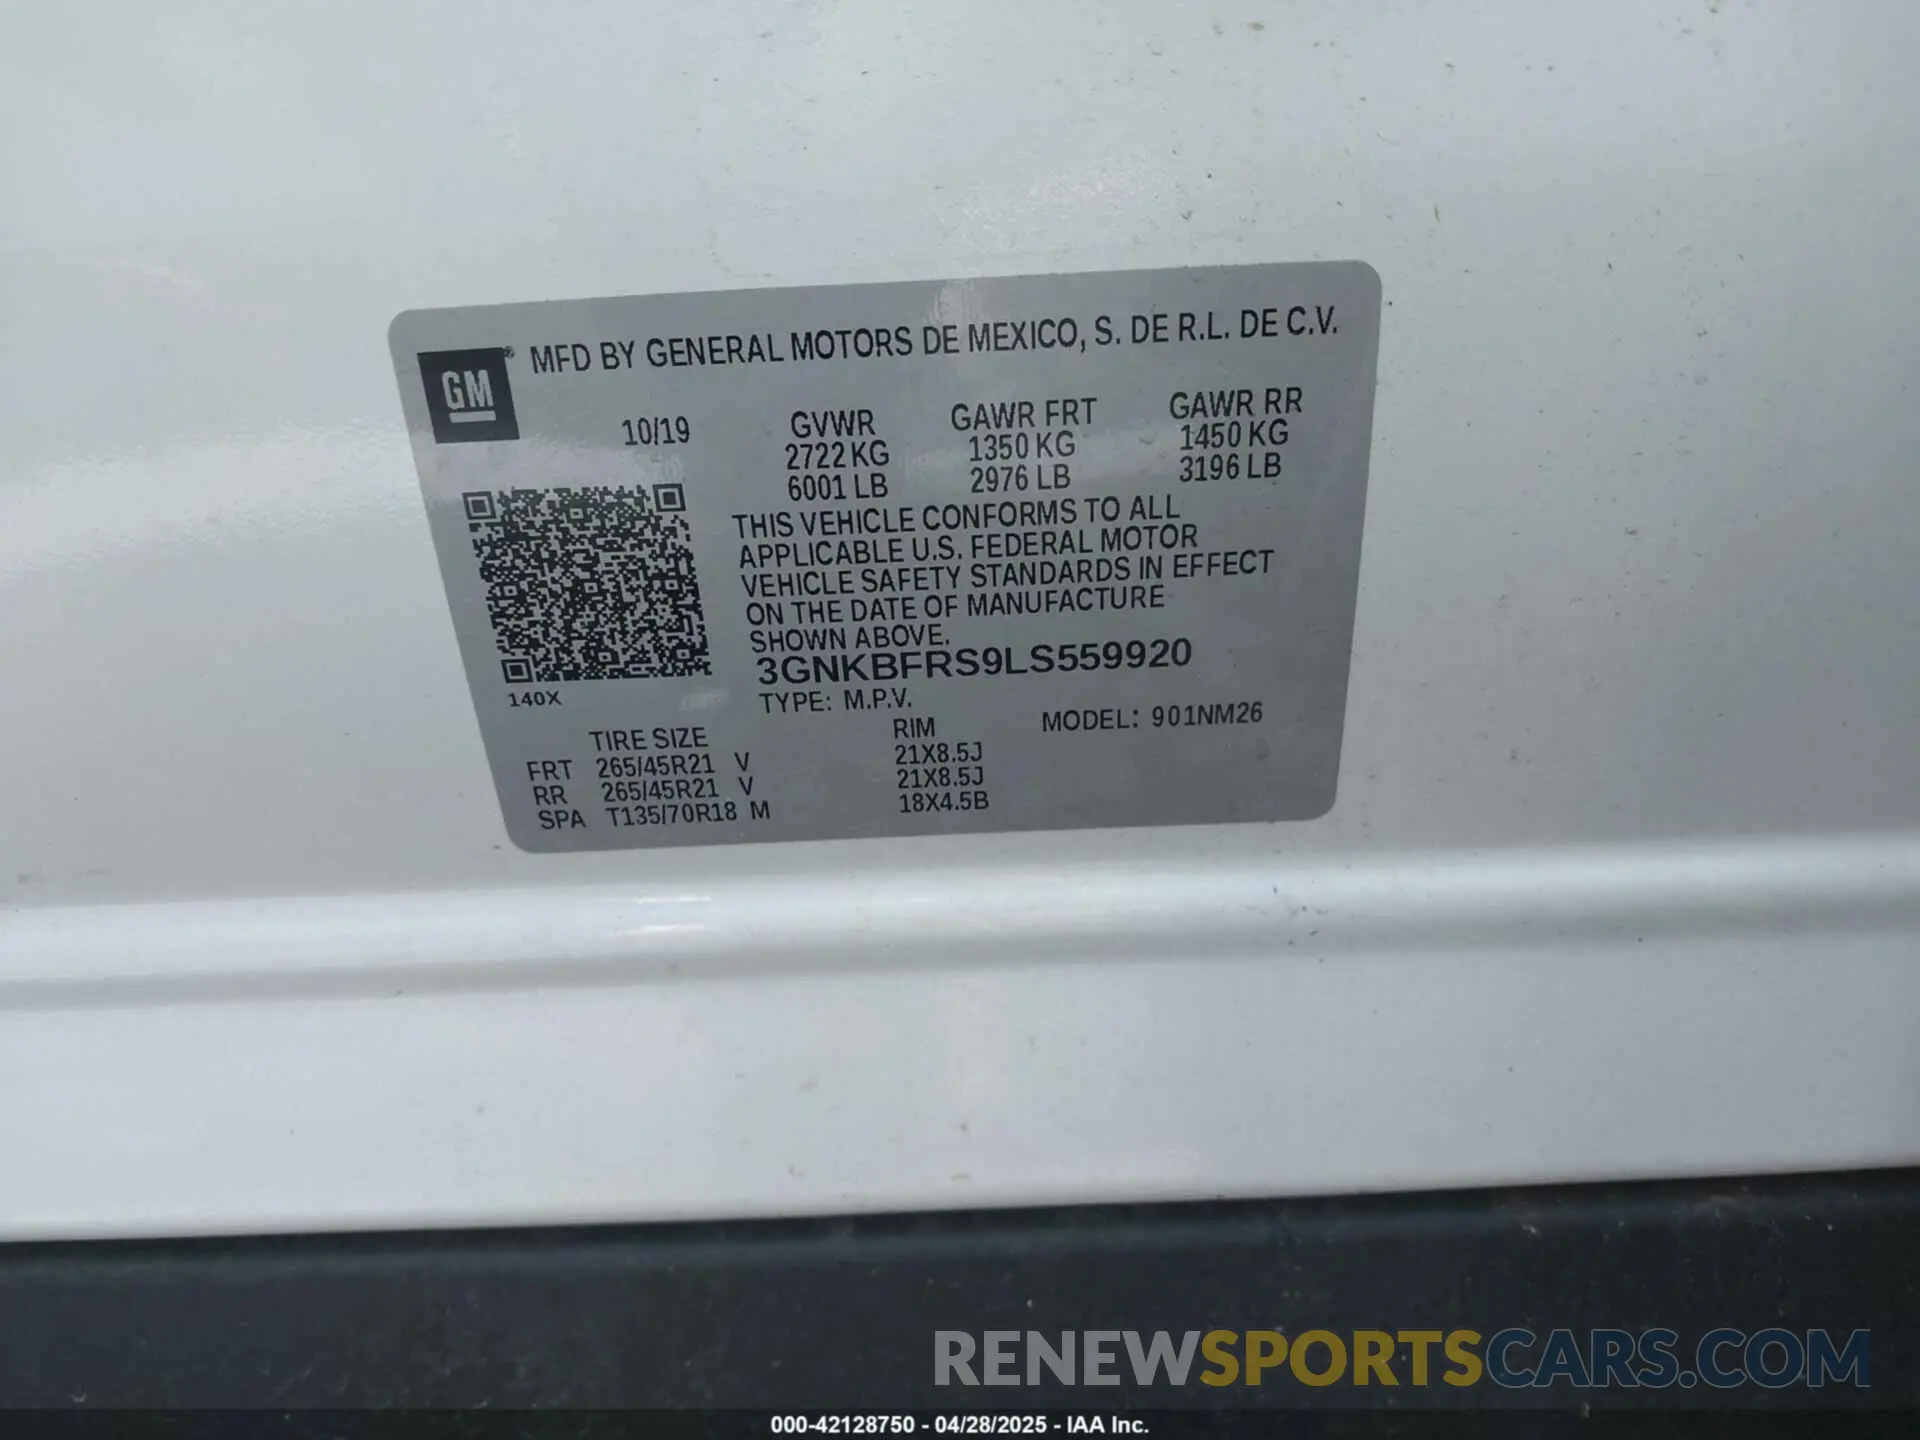 GM ® MFD BY GENERAL MOTORS DE MEXICO, S. DE R.L. DE C.V.
10/19 GVWR GAWR FRT GAWR RR
2722 KG 1350 KG 1450 KG
6001 LB 2976 LB 3196 LB
THIS VEHICLE CONFORMS TO ALL
APPLICABLE U.S. FEDERAL MOTOR
VEHICLE SAFETY STANDARDS IN EFFECT
ON THE DATE OF MANUFACTURE
SHOWN ABOVE.
3GNKBFRS9LS559920
140X TYPE: M.P.V.
TIRE SIZE RIM MODEL: 901NM26
FRT 265/45R21 V 21X8.5J
RR 265/45R21 V 21X8.5J
SPA T135/70R18 M 18X4.5B
RENEWSPORTSCARS.COM
000-42128750 - 04/28/2025 - IAA Inc.